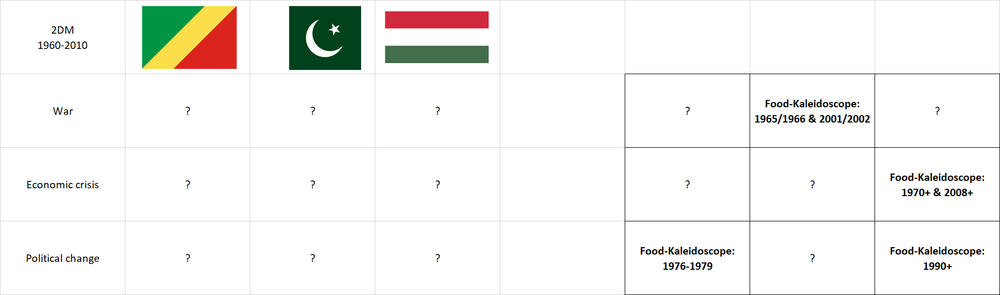 2DM
1960-2010
War
?
?
?
?
Food-Kaleidoscope:
1965/1966 & 2001/2002
?
Economic crisis
?
?
?
?
?
Food-Kaleidoscope:
1970+ & 2008+
Political change
?
?
?
Food-Kaleidoscope:
1976-1979
?
Food-Kaleidoscope:
1990+